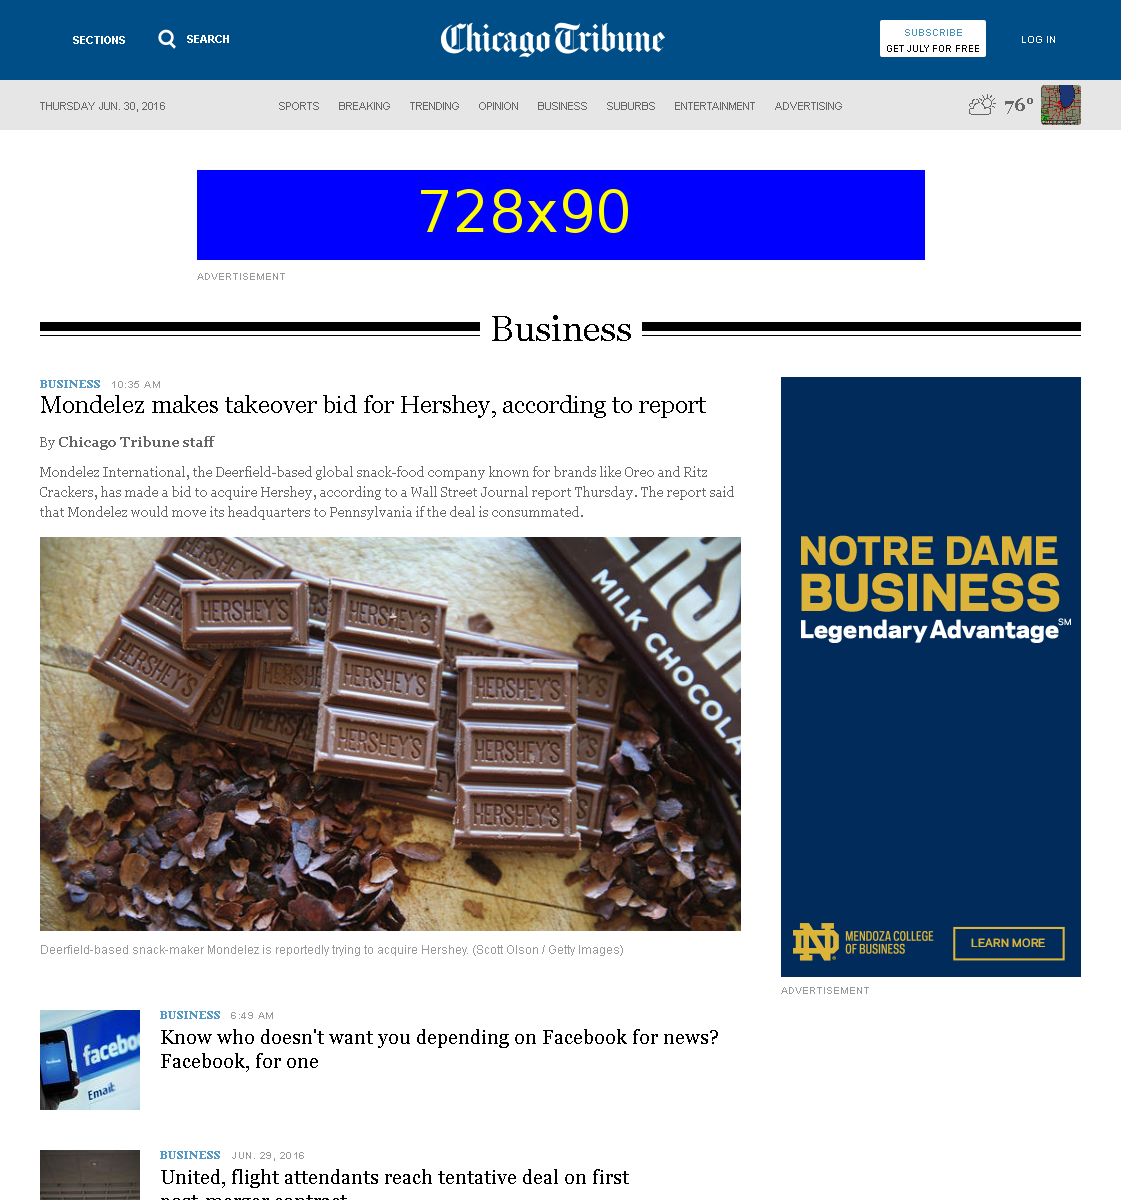 SECTIONS
SEARCH
Chicago Tribune
SUBSCRIBE
GET JULY FOR FREE
LOG IN
THURSDAY JUN. 30, 2016
SPORTS BREAKING TRENDING OPINION BUSINESS SUBURBS ENTERTAINMENT ADVERTISING
76°
728x90
ADVERTISEMENT
Business
BUSINESS 10:35 AM
Mondelez makes takeover bid for Hershey, according to report
By Chicago Tribune staff
Mondelez International, the Deerfield-based global snack-food company known for brands like Oreo and Ritz
Crackers, has made a bid to acquire Hershey, according to a Wall Street Journal report Thursday. The report said
that Mondelez would move its headquarters to Pennsylvania if the deal is consummated.
HERSHEY'S
HERSHEY'S
HERSHEY'S
HERSHEY'S
HERSHEY'S
HERSHEY'S
HERSHEY'S
HERSHEY'S
MILK CHOCOLA
Deerfield-based snack-maker Mondelez is reportedly trying to acquire Hershey. (Scott Olson / Getty Images)
NOTRE DAME
BUSINESS
Legendary Advantage℠
ND
MENDOZA COLLEGE
OF BUSINESS
LEARN MORE
ADVERTISEMENT
facebo
Email:
BUSINESS 6:49 AM
Know who doesn't want you depending on Facebook for news?
Facebook, for one
BUSINESS JUN. 29, 2016
United, flight attendants reach tentative deal on first
post-merger contract